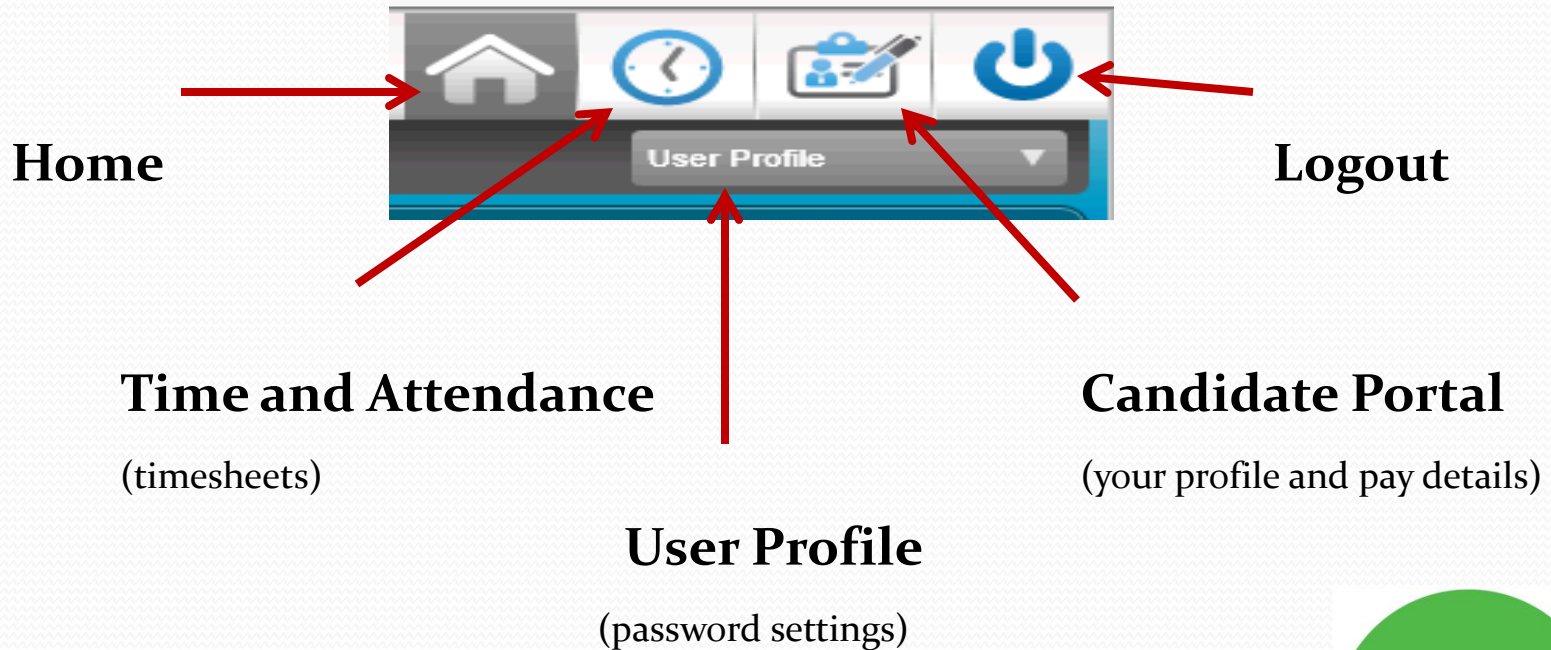 User Profile
Home
Logout
Time and Attendance
(timesheets)
Candidate Portal
(your profile and pay details)
User Profile
(password settings)